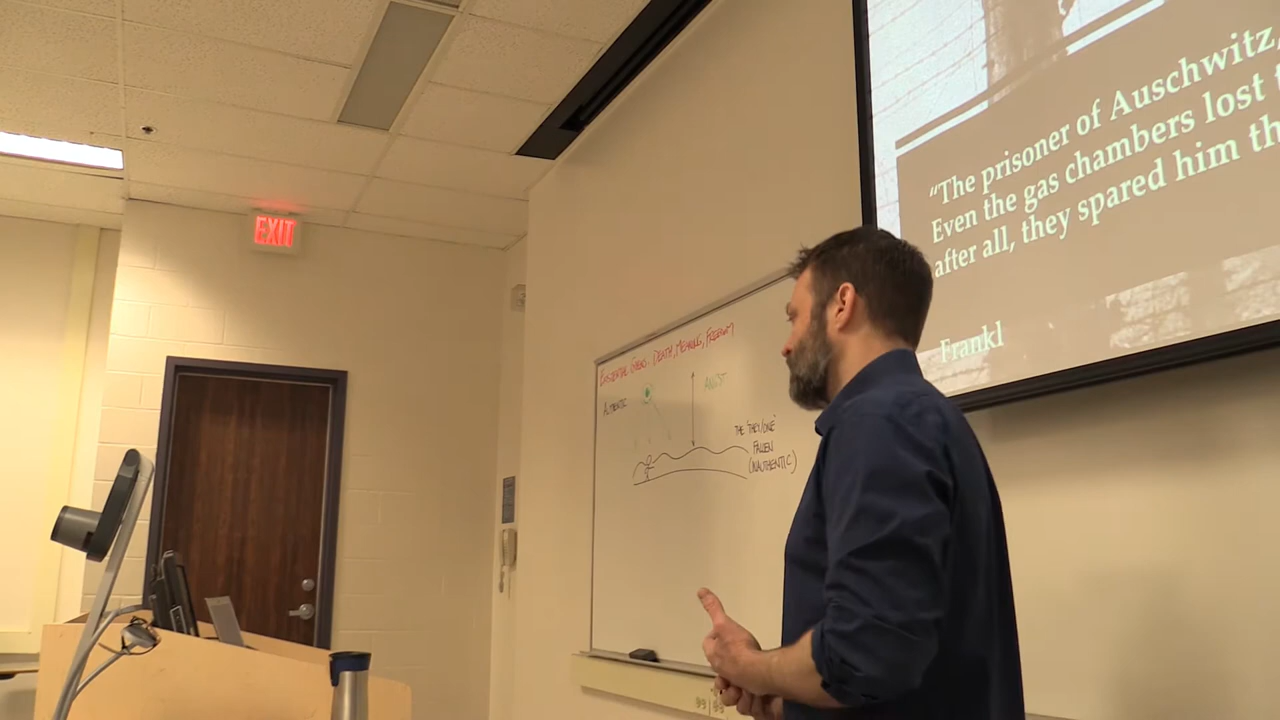 EXIT
EXISTENTIAL GIVENS: DEATH, MEANING, FREEDOM
AUTHENTIC
ANGST
THE 'THEY/ONE'
FALLEN
(INAUTHENTIC)
“The prisoner of Auschwitz,
Even the gas chambers lost
after all, they spared him
Frankl